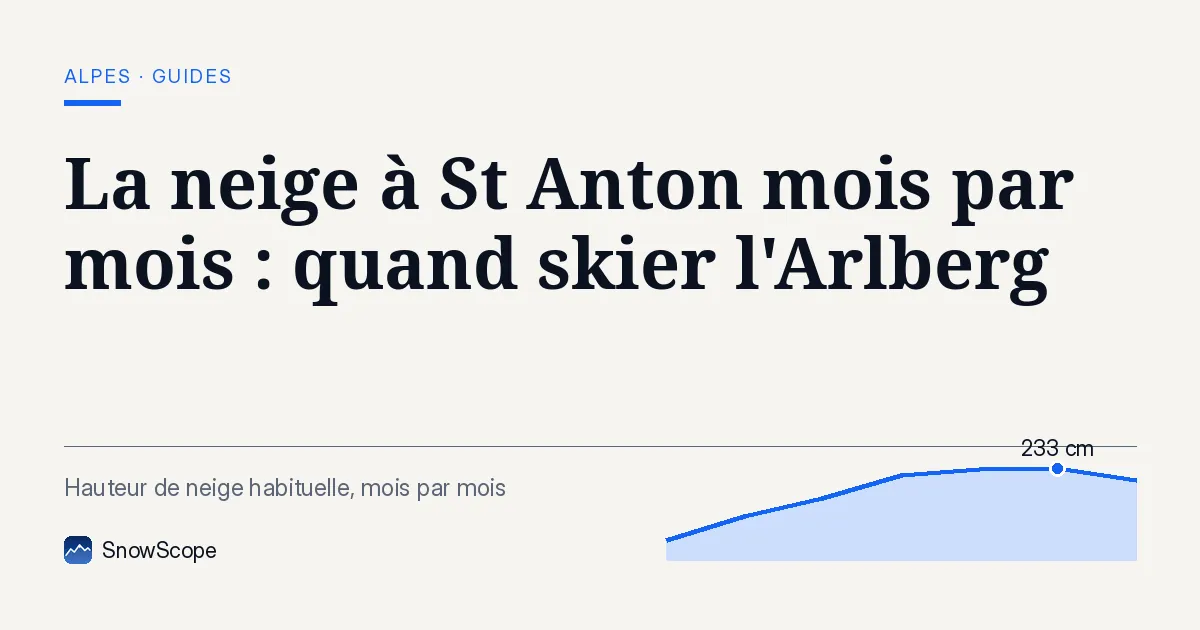 ALPES · GUIDES
La neige à St Anton mois par
mois : quand skier l'Arlberg
233 cm
Hauteur de neige habituelle, mois par mois
SnowScope